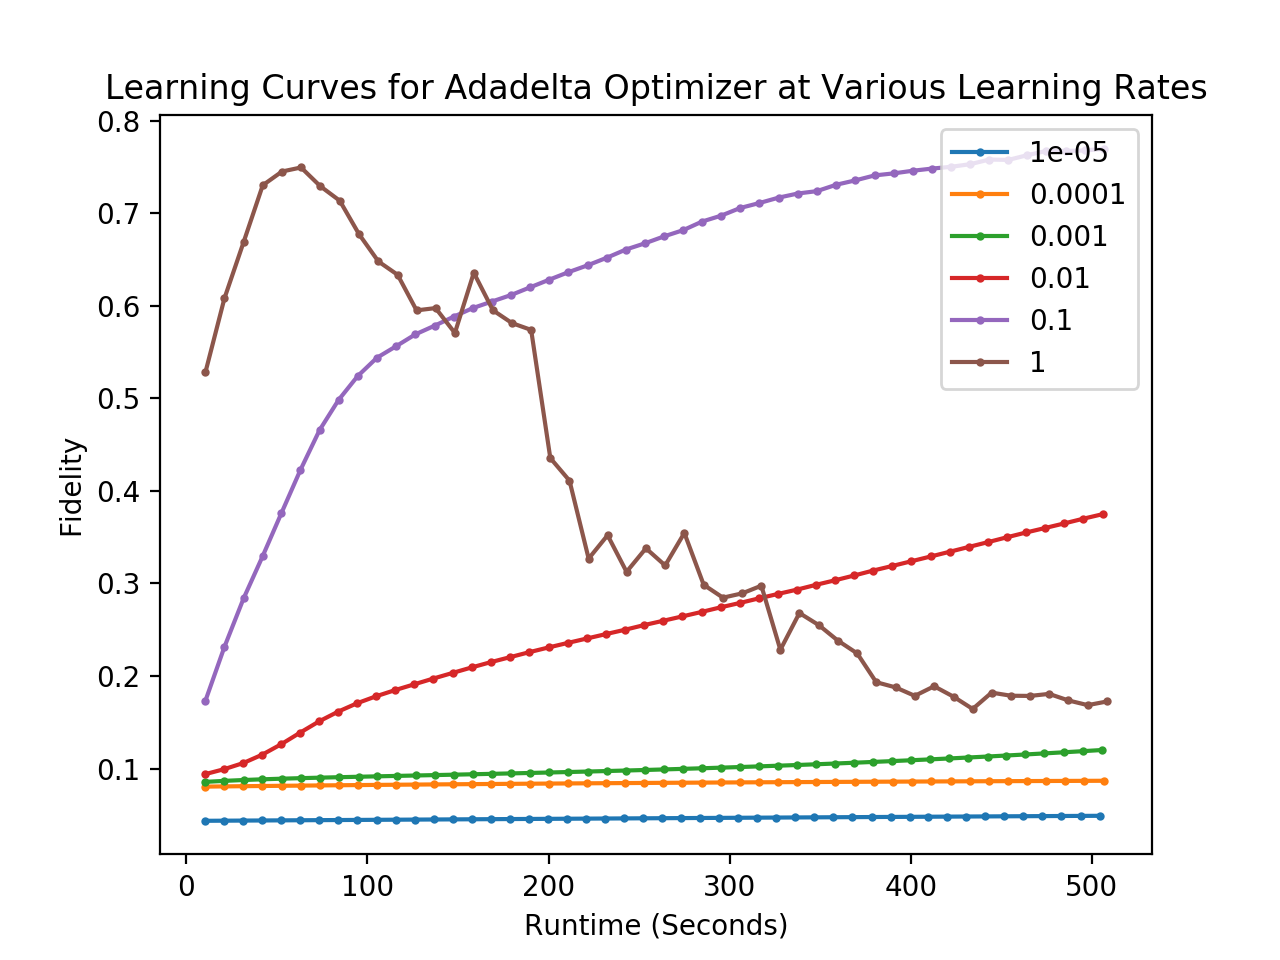 Learning Curves for Adadelta Optimizer at Various Learning Rates
0.8
0.7
0.6
0.5
0.4
0.3
0.2
0.1
Fidelity
1e-05
0.0001
0.001
0.01
0.1
1
0 100 200 300 400 500
Runtime (Seconds)